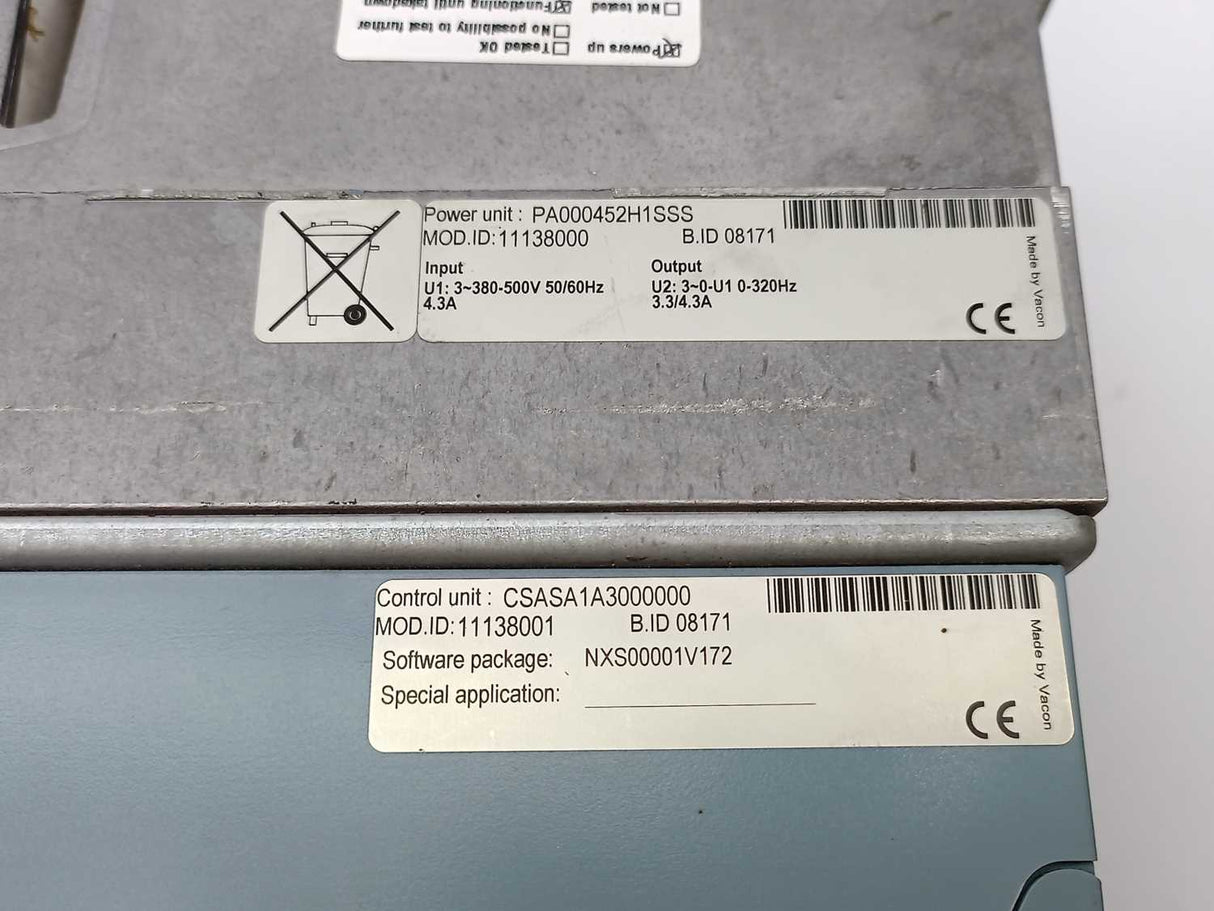 Functioning until takedown
Not tested
No possibility to test further
Tested OK
Powers up
Power unit : PA000452H1SSS
MOD.ID:11138000 B.ID 08171
Input Output
U1: 3~380-500V 50/60Hz U2: 3~0-U1 0-320Hz
4.3A 3.3/4.3A
Made by Vacon
CE
Control unit : CSASA1A3000000
MOD.ID:11138001 B.ID 08171
Software package: NXS00001V172
Special application:
Made by Vacon
CE